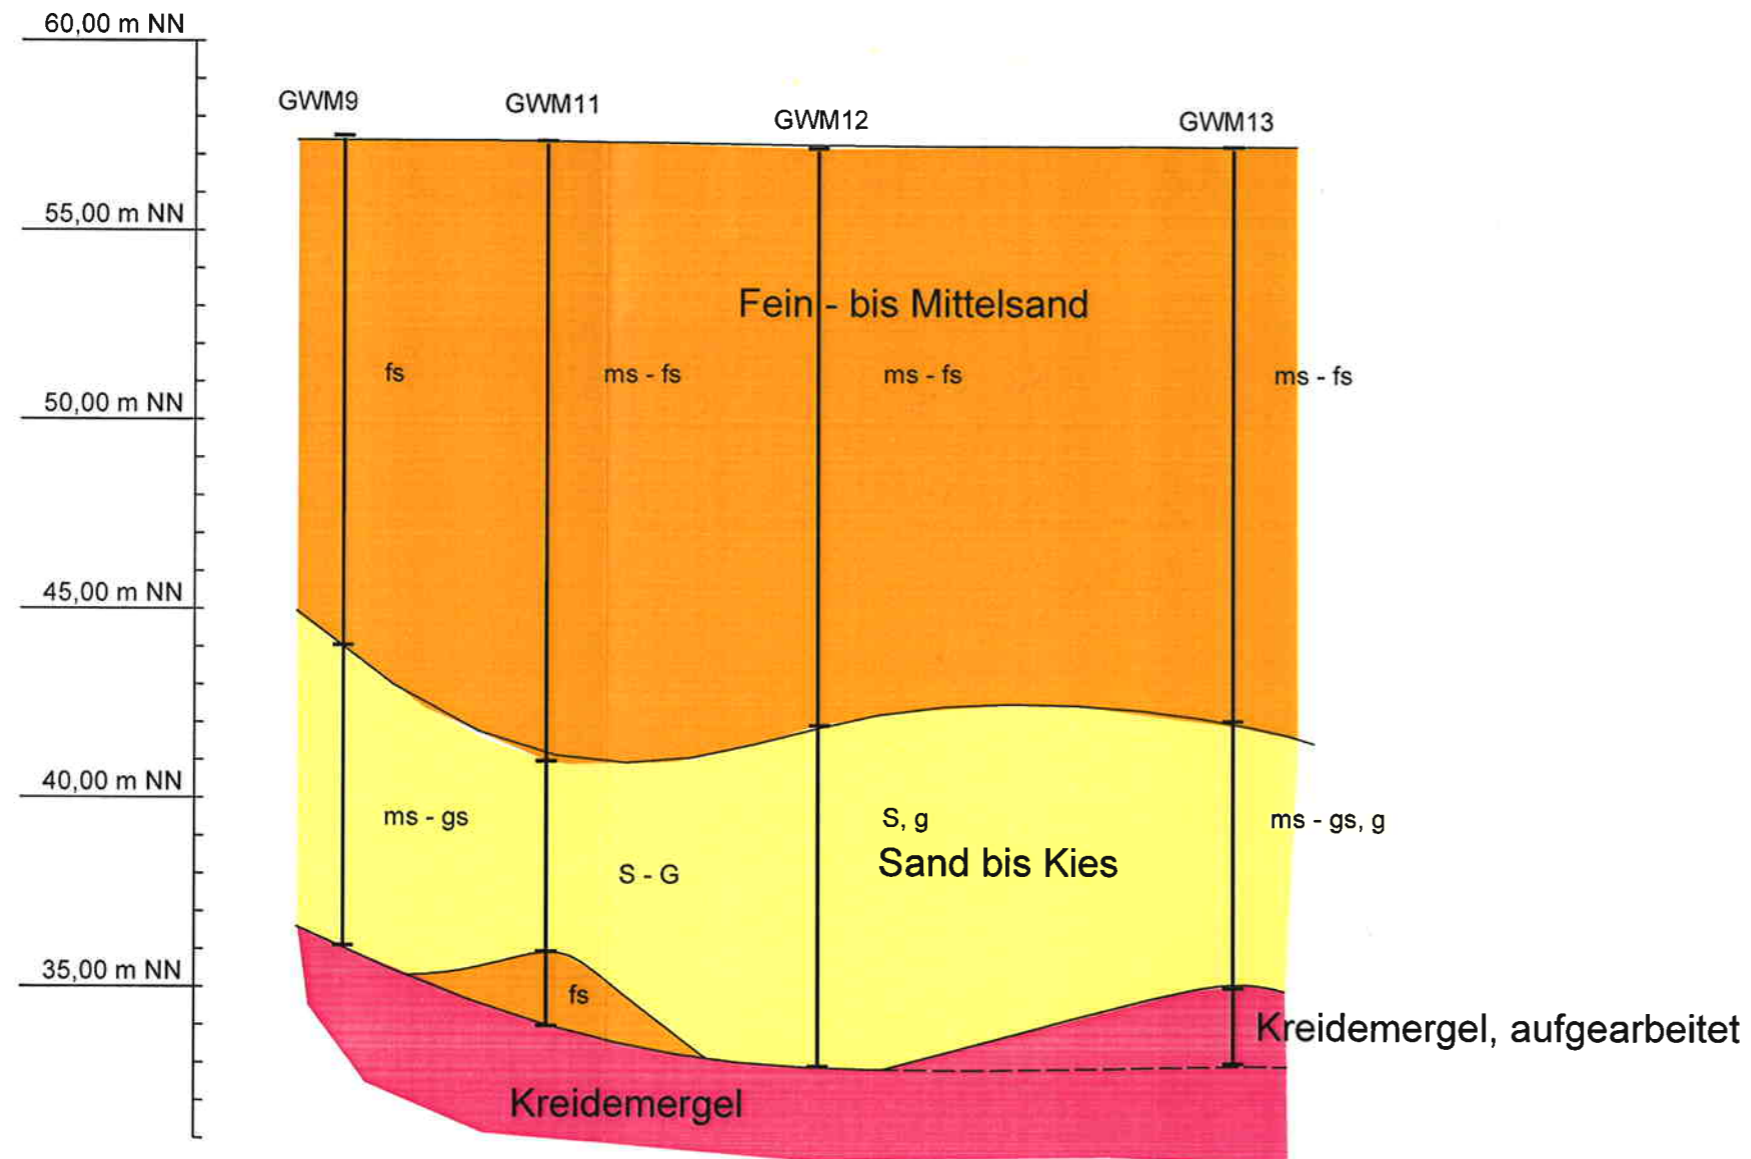 60,00 m NN
GWM9
GWM11
GWM12
GWM13
55,00 m NN
Fein - bis Mittelsand
fs
ms - fs
ms - fs
ms - fs
50,00 m NN
45,00 m NN
40,00 m NN
ms - gs
S, g
ms - gs, g
Sand bis Kies
S - G
35,00 m NN
fs
Kreidemergel, aufgearbeitet
Kreidemergel